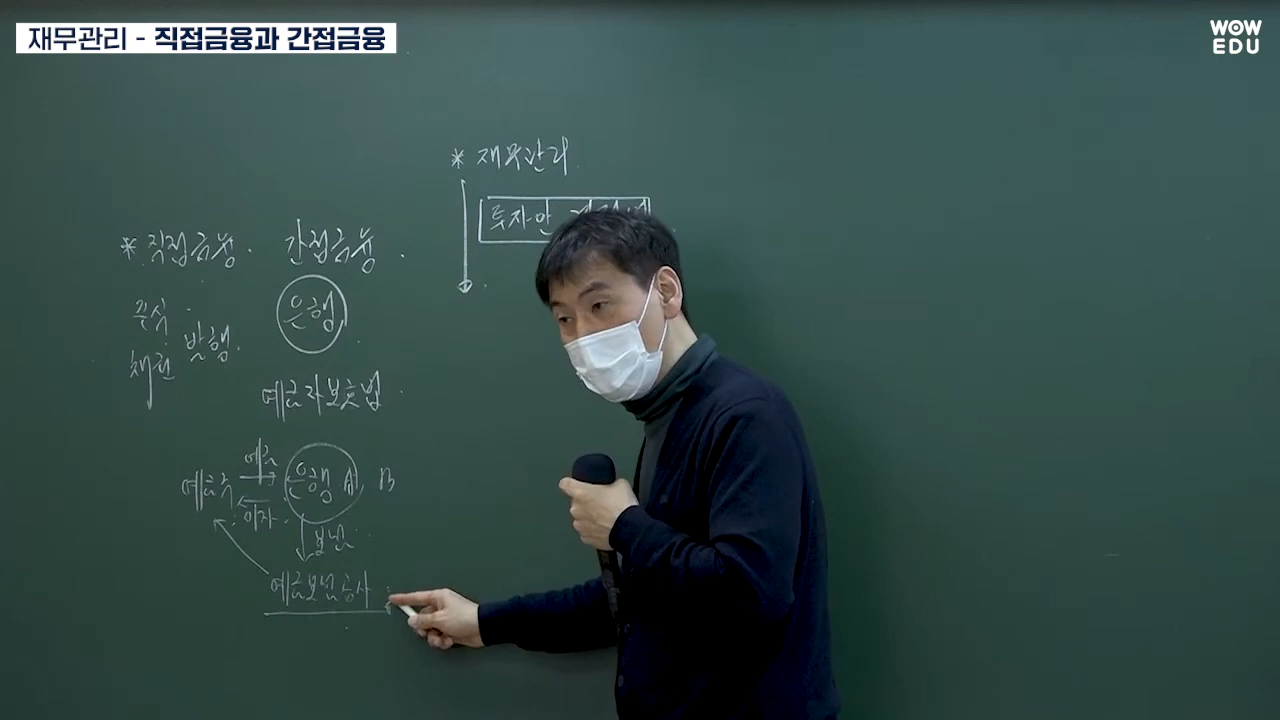 재무관리 - 직접금융과 간접금융
WOW
EDU
* 재무관리
투자안
* 직접금융. 간접금융.
은행
주식
채권 발행.
예금자보호법
예금
예금주 은행 A, B
이자
보험
예금보험공사